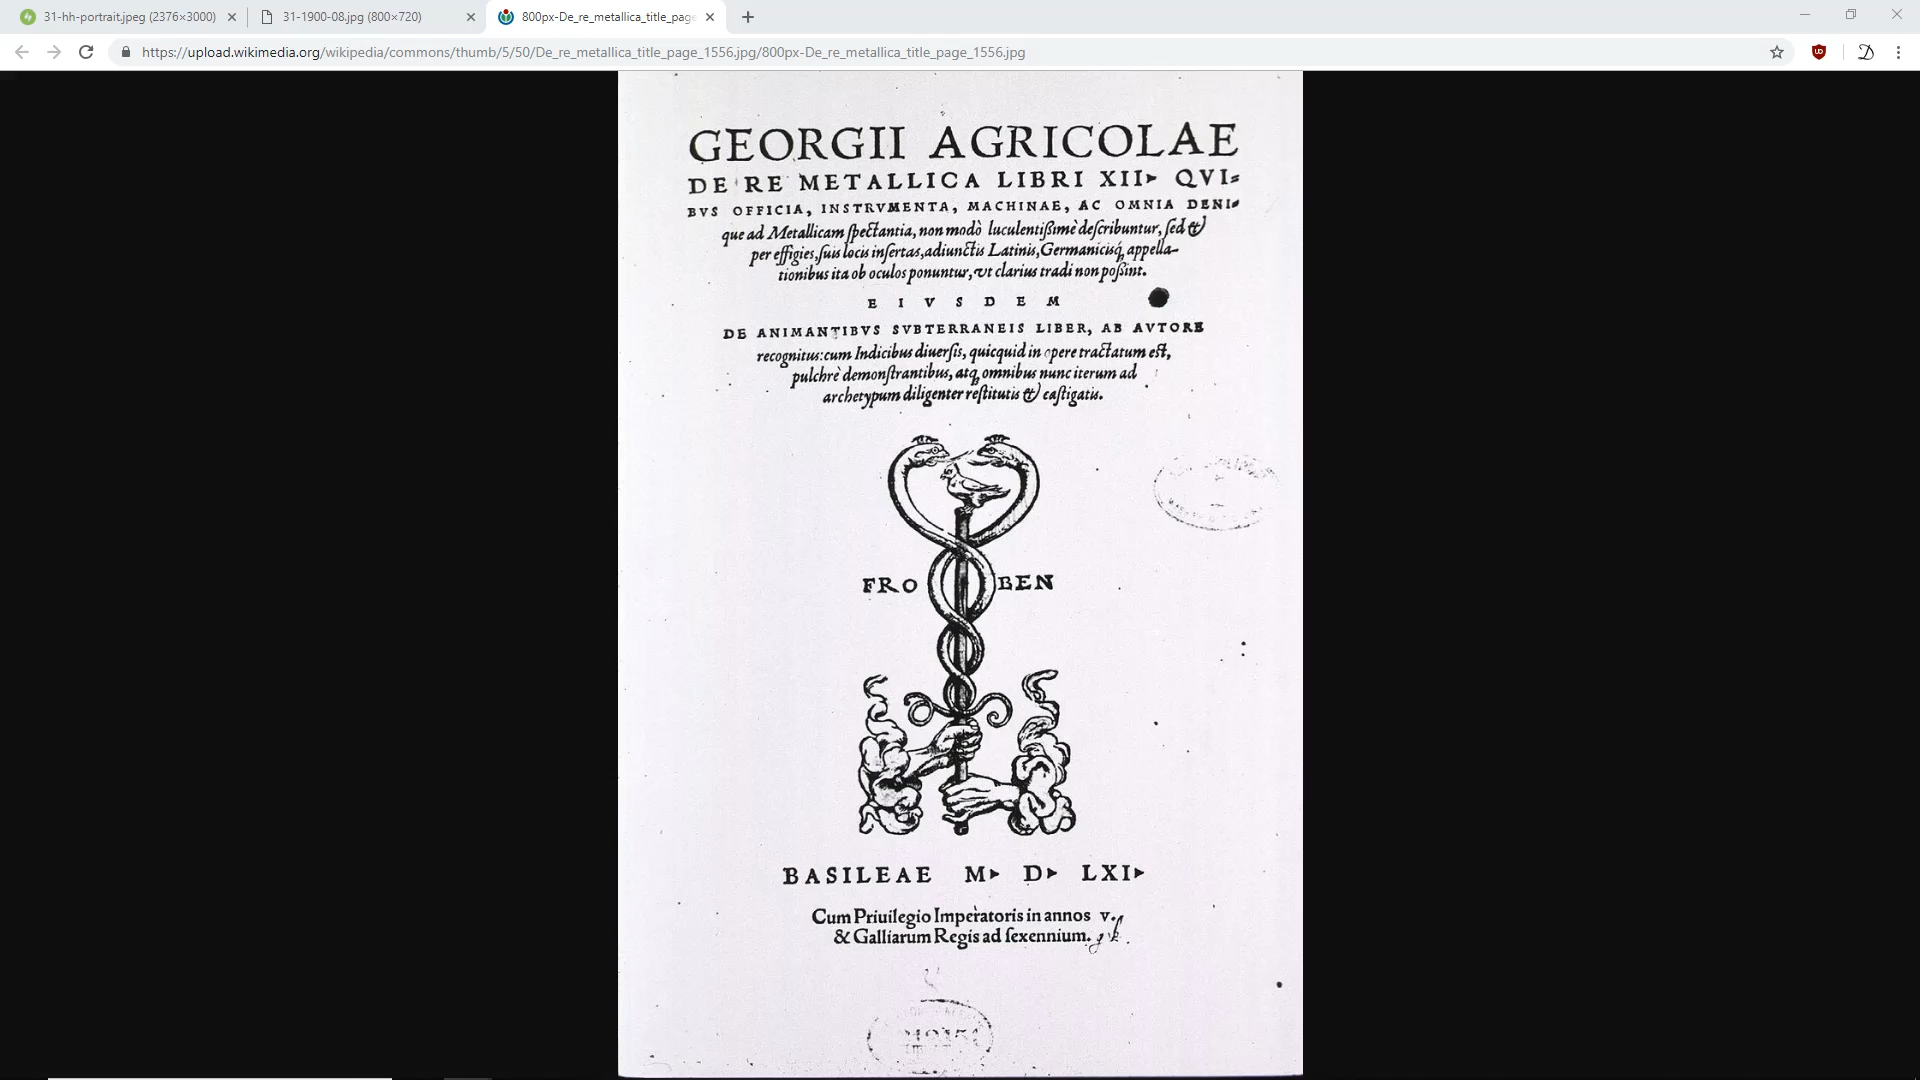 31-hh-portrait.jpeg (2376×3000)
31-1900-08.jpg (800×720)
800px-De_re_metallica_title_page
https://upload.wikimedia.org/wikipedia/commons/thumb/5/50/De_re_metallica_title_page_1556.jpg/800px-De_re_metallica_title_page_1556.jpg
GEORGII AGRICOLAE
DE RE METALLICA LIBRI XII▸ QVI⸗
BVS OFFICIA, INSTRVMENTA, MACHINAE, AC OMNIA DENI⸗
que ad Metallicam ſpectantia, non modò luculentißimè deſcribuntur, ſed &
per effigies, ſuis locis inſertas, adiunctis Latinis, Germanicisq́; appella-
tionibus ita ob oculos ponuntur, ut clarius tradi non poßint.
EIVSDEM
DE ANIMANTIBVS SVBTERRANEIS LIBER, AB AVTORE
recognitus: cum Indicibus diuerſis, quicquid in opere tractatum eſt,
pulchrè demonſtrantibus, atq; omnibus nunc iterum ad
archetypum diligenter reſtitutis & caſtigatis.
FRO BEN
BASILEAE M▸ D▸ LXI▸
Cum Priuilegio Imperatoris in annos v.
& Galliarum Regis ad ſexennium.